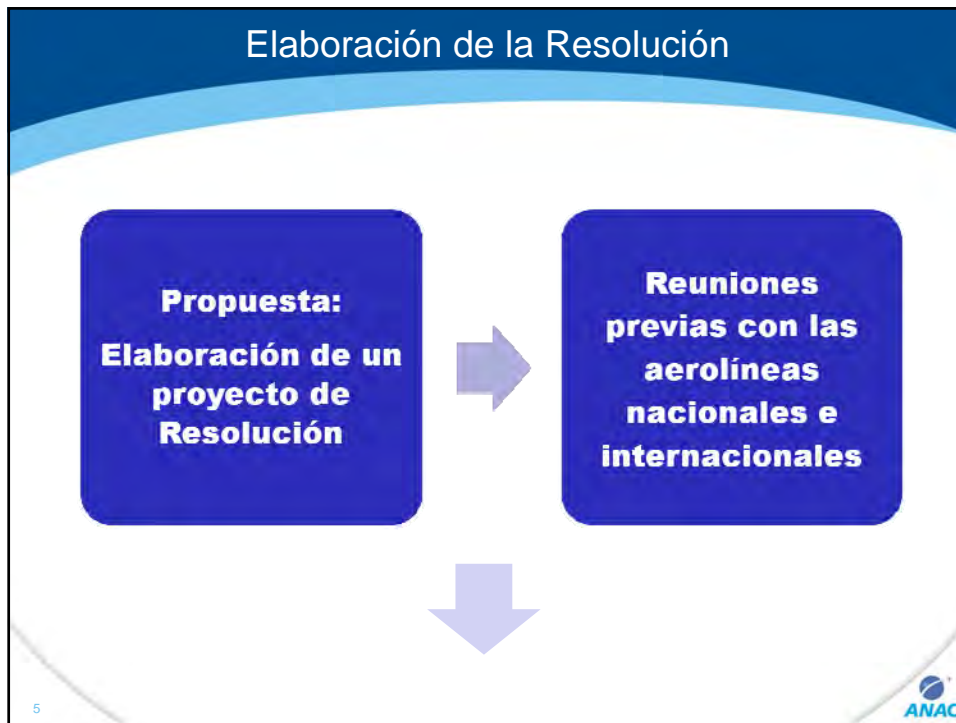 Elaboración de la Resolución
Propuesta:
Elaboración de un
proyecto de
Resolución
Reuniones
previas con las
aerolíneas
nacionales e
internacionales
5
ANAC